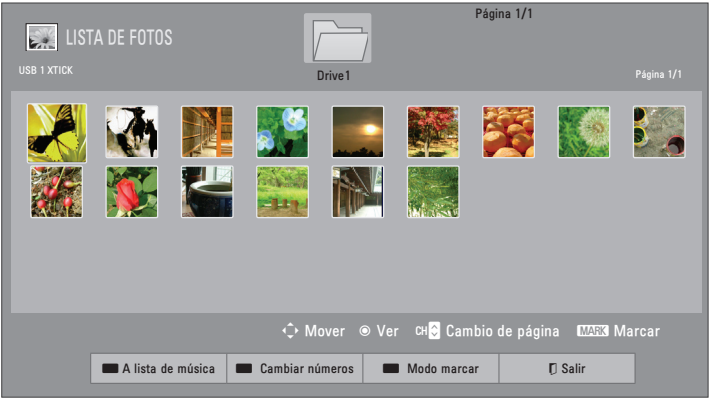 Página 1/1
LISTA DE FOTOS
USB 1 XTICK
Drive1
Página 1/1
Mover Ver CH Cambio de página MARK Marcar
A lista de música Cambiar números Modo marcar Salir